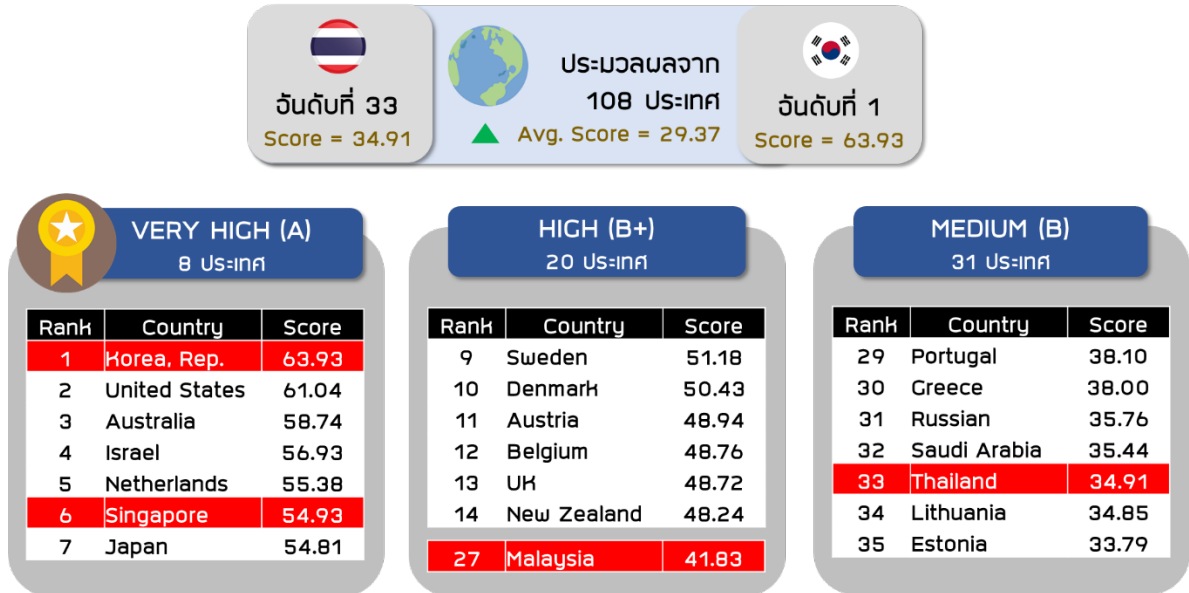 อันดับที่ 33
Score = 34.91
ประมวลผลจาก
108 ประเทศ
Avg. Score = 29.37
อันดับที่ 1
Score = 63.93
VERY HIGH (A)
8 ประเทศ
Rank Country Score
1 Korea, Rep. 63.93
2 United States 61.04
3 Australia 58.74
4 Israel 56.93
5 Netherlands 55.38
6 Singapore 54.93
7 Japan 54.81
HIGH (B+)
20 ประเทศ
Rank Country Score
9 Sweden 51.18
10 Denmark 50.43
11 Austria 48.94
12 Belgium 48.76
13 UK 48.72
14 New Zealand 48.24
27 Malaysia 41.83
MEDIUM (B)
31 ประเทศ
Rank Country Score
29 Portugal 38.10
30 Greece 38.00
31 Russian 35.76
32 Saudi Arabia 35.44
33 Thailand 34.91
34 Lithuania 34.85
35 Estonia 33.79